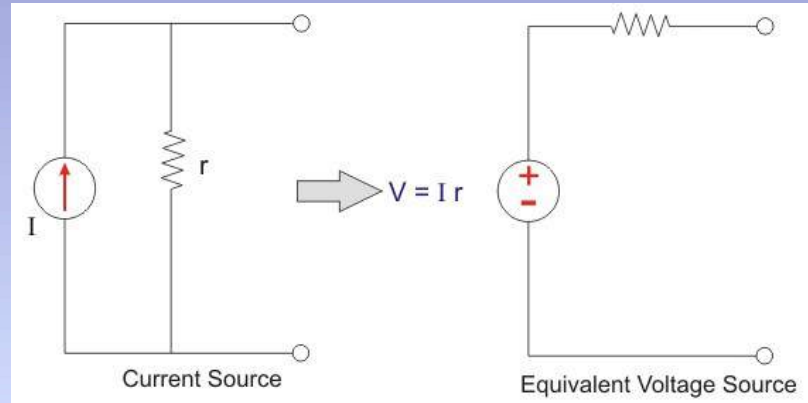 r
I
V = I r
+
-
Current Source
Equivalent Voltage Source